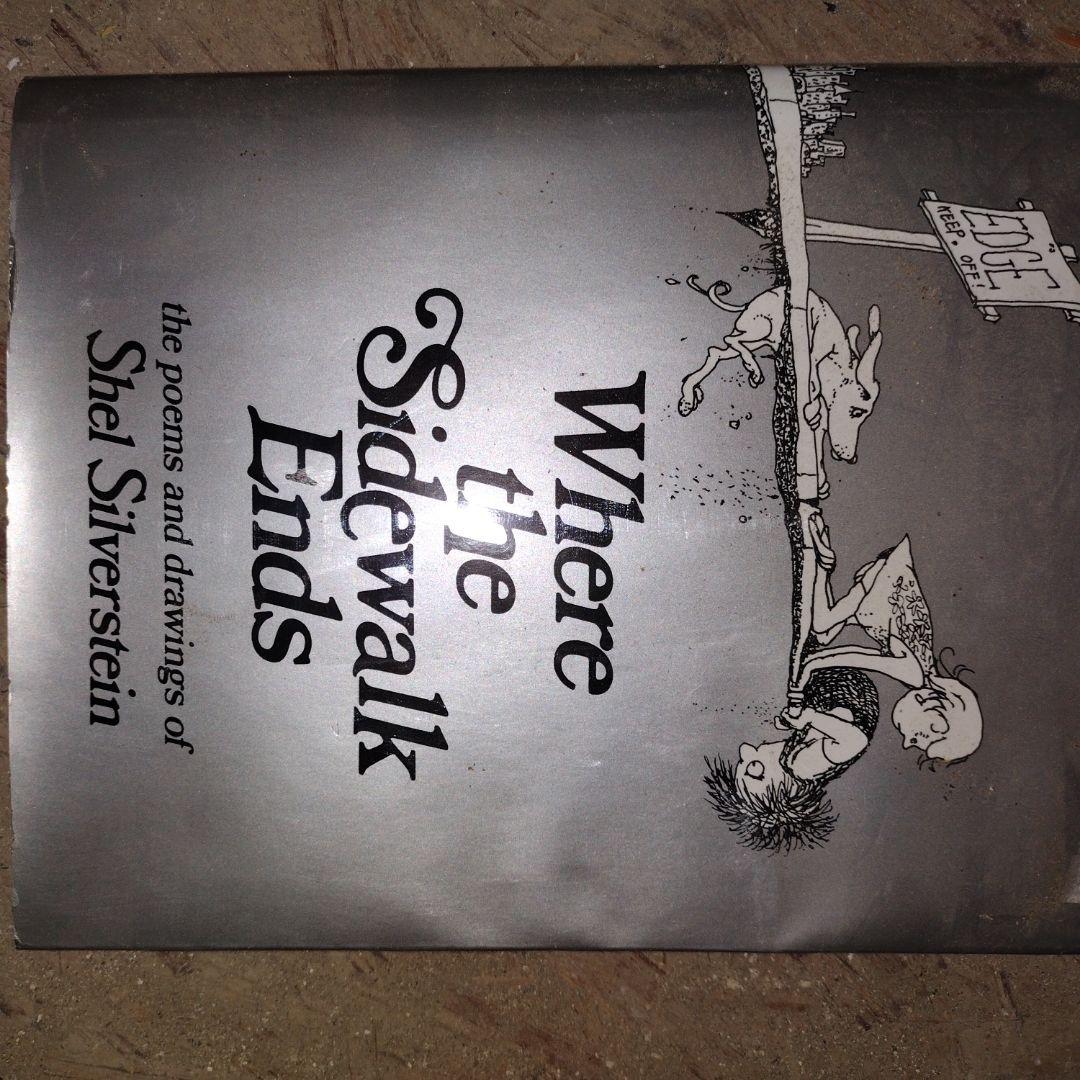 EDGE
KEEP. OFF!
Where
the
Sidewalk
Ends
the poems and drawings of
Shel Silverstein